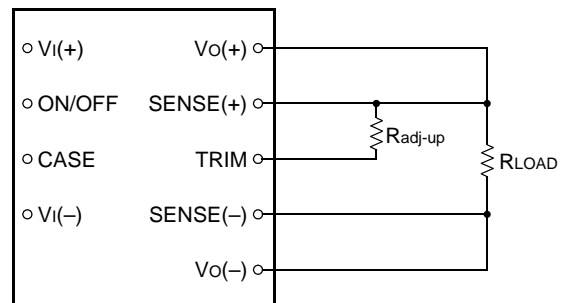 VI(+) VO(+)
ON/OFF SENSE(+)
Radj-up
CASE TRIM
RLOAD
VI(–) SENSE(–)
VO(–)